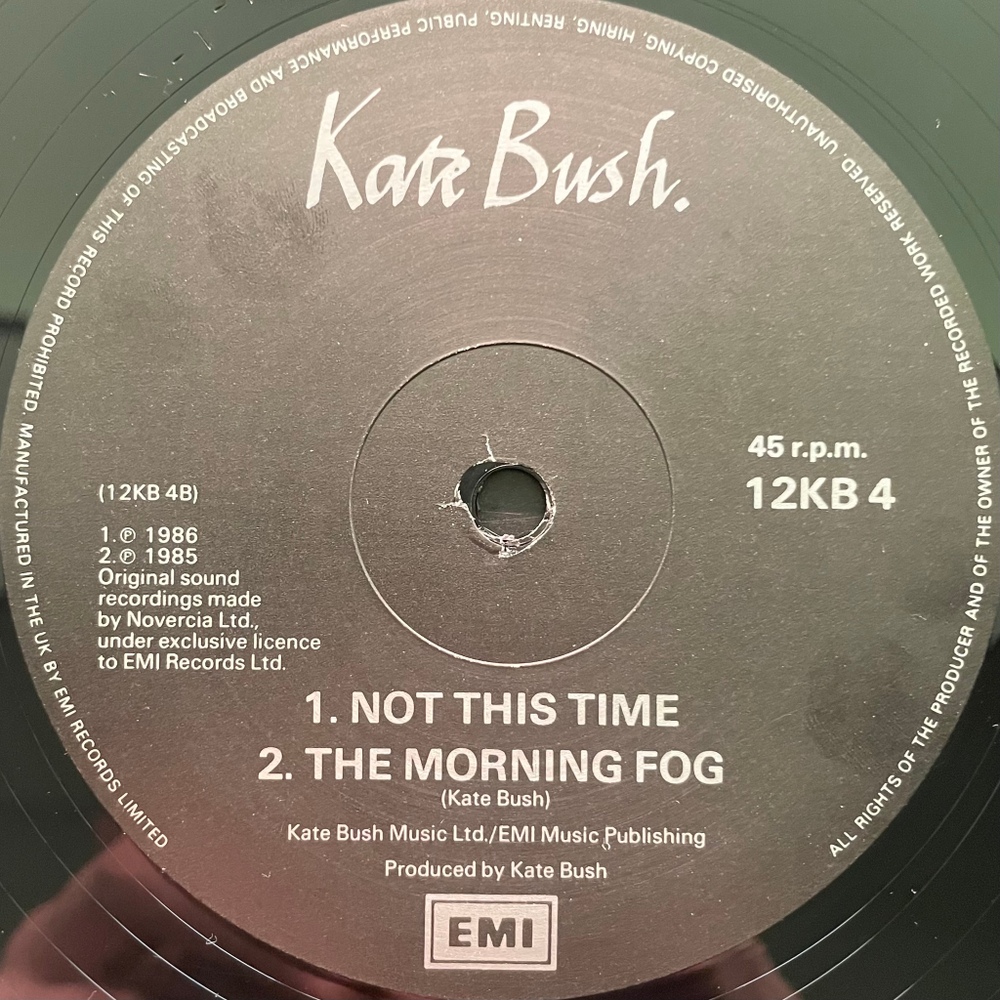 Kate Bush.
45 r.p.m.
12KB 4
(12KB 4B)
1.℗ 1986
2.℗ 1985
Original sound
recordings made
by Novercia Ltd.,
under exclusive licence
to EMI Records Ltd.
1. NOT THIS TIME
2. THE MORNING FOG
(Kate Bush)
Kate Bush Music Ltd./EMI Music Publishing
Produced by Kate Bush
EMI
ALL RIGHTS OF THE PRODUCER AND OF THE OWNER OF THE RECORDED WORK RESERVED. UNAUTHORISED COPYING, HIRING, RENTING, PUBLIC PERFORMANCE AND BROADCASTING OF THIS RECORD PROHIBITED. MANUFACTURED IN THE UK BY EMI RECORDS LIMITED